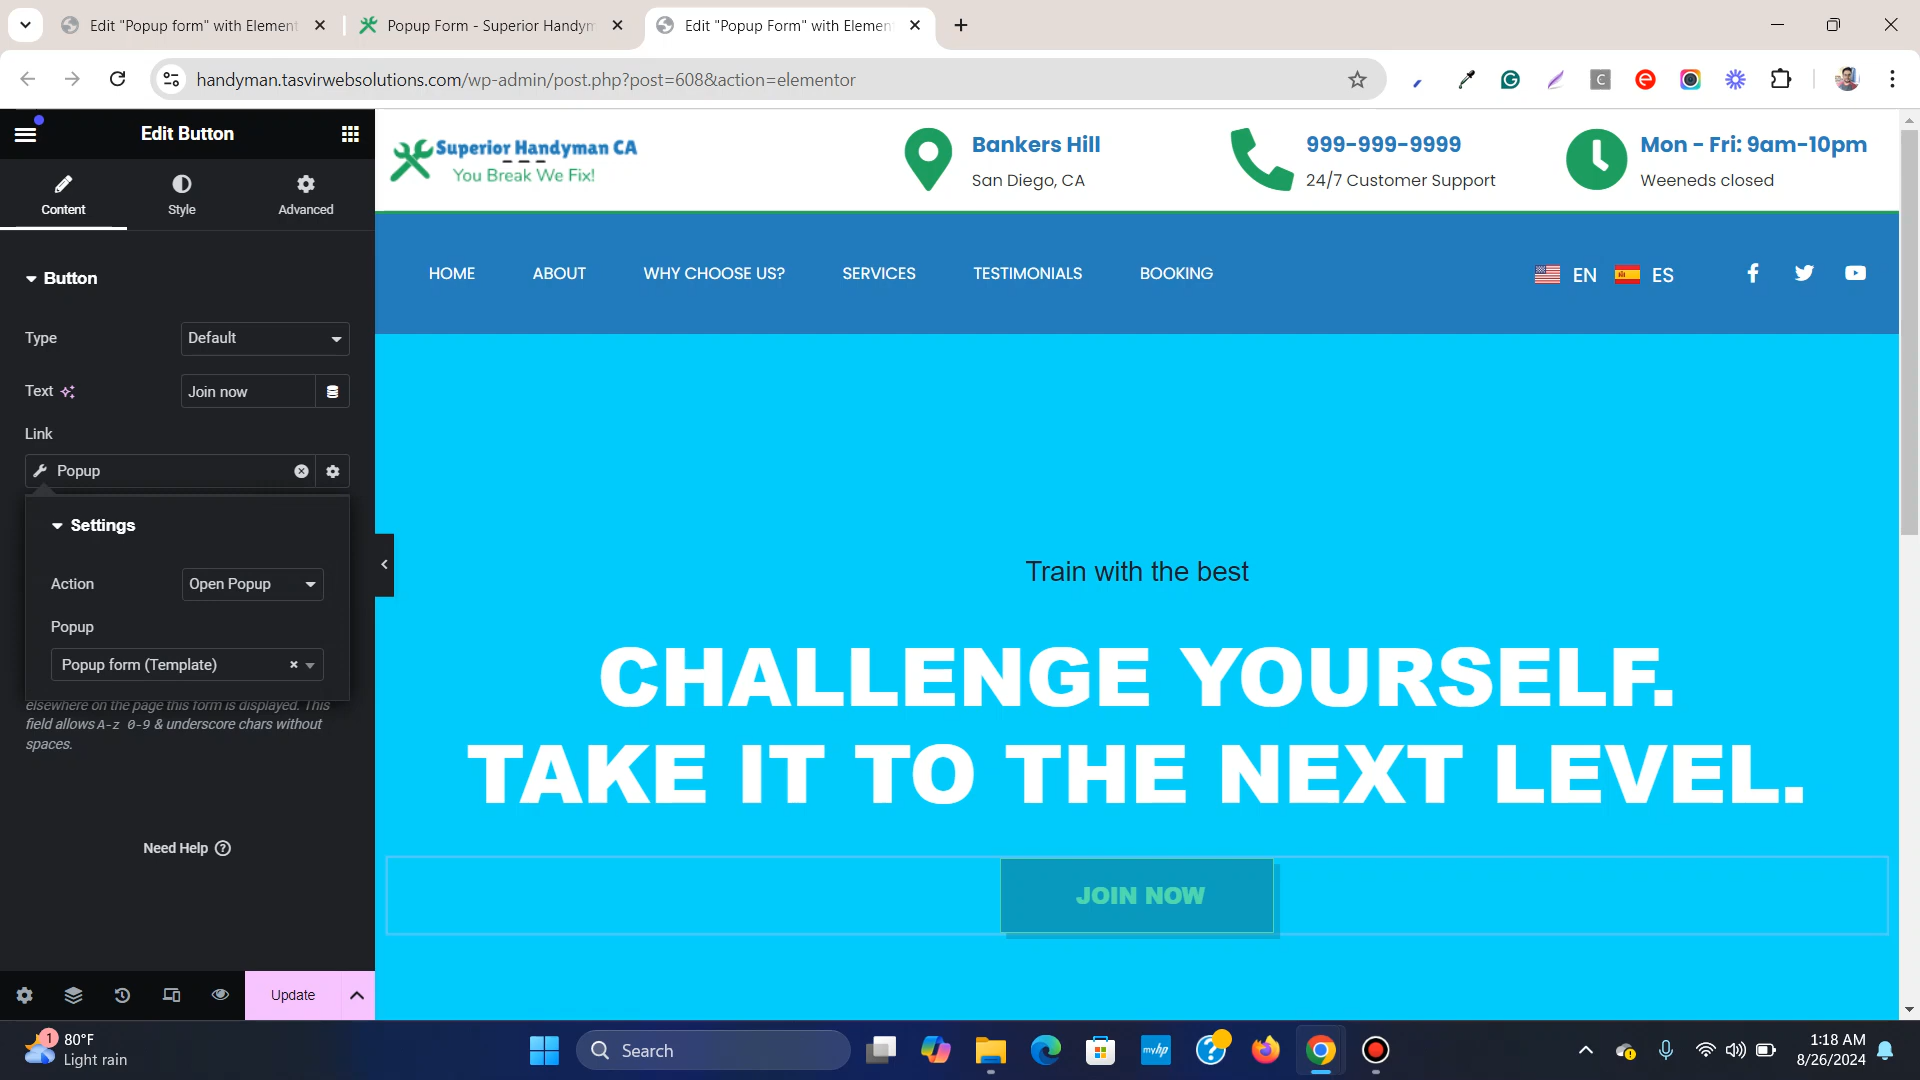 Edit "Popup form" with Element
Popup Form - Superior Handym
Edit "Popup Form" with Elemen
handyman.tasvirwebsolutions.com/wp-admin/post.php?post=608&action=elementor
Edit Button
Content
Style
Advanced
Button
Type
Default
Text
Join now
Link
Popup
Settings
Action
Open Popup
Popup
Popup form (Template)
elsewhere on the page this form is displayed. This
field allows A-z 0-9 & underscore chars without
spaces.
Need Help
Update
Superior Handyman CA
You Break We Fix!
Bankers Hill
San Diego, CA
999-999-9999
24/7 Customer Support
Mon - Fri: 9am-10pm
Weeneds closed
HOME
ABOUT
WHY CHOOSE US?
SERVICES
TESTIMONIALS
BOOKING
EN
ES
Train with the best
CHALLENGE YOURSELF.
TAKE IT TO THE NEXT LEVEL.
JOIN NOW
1
80°F
Light rain
Search
myhp
1:18 AM
8/26/2024